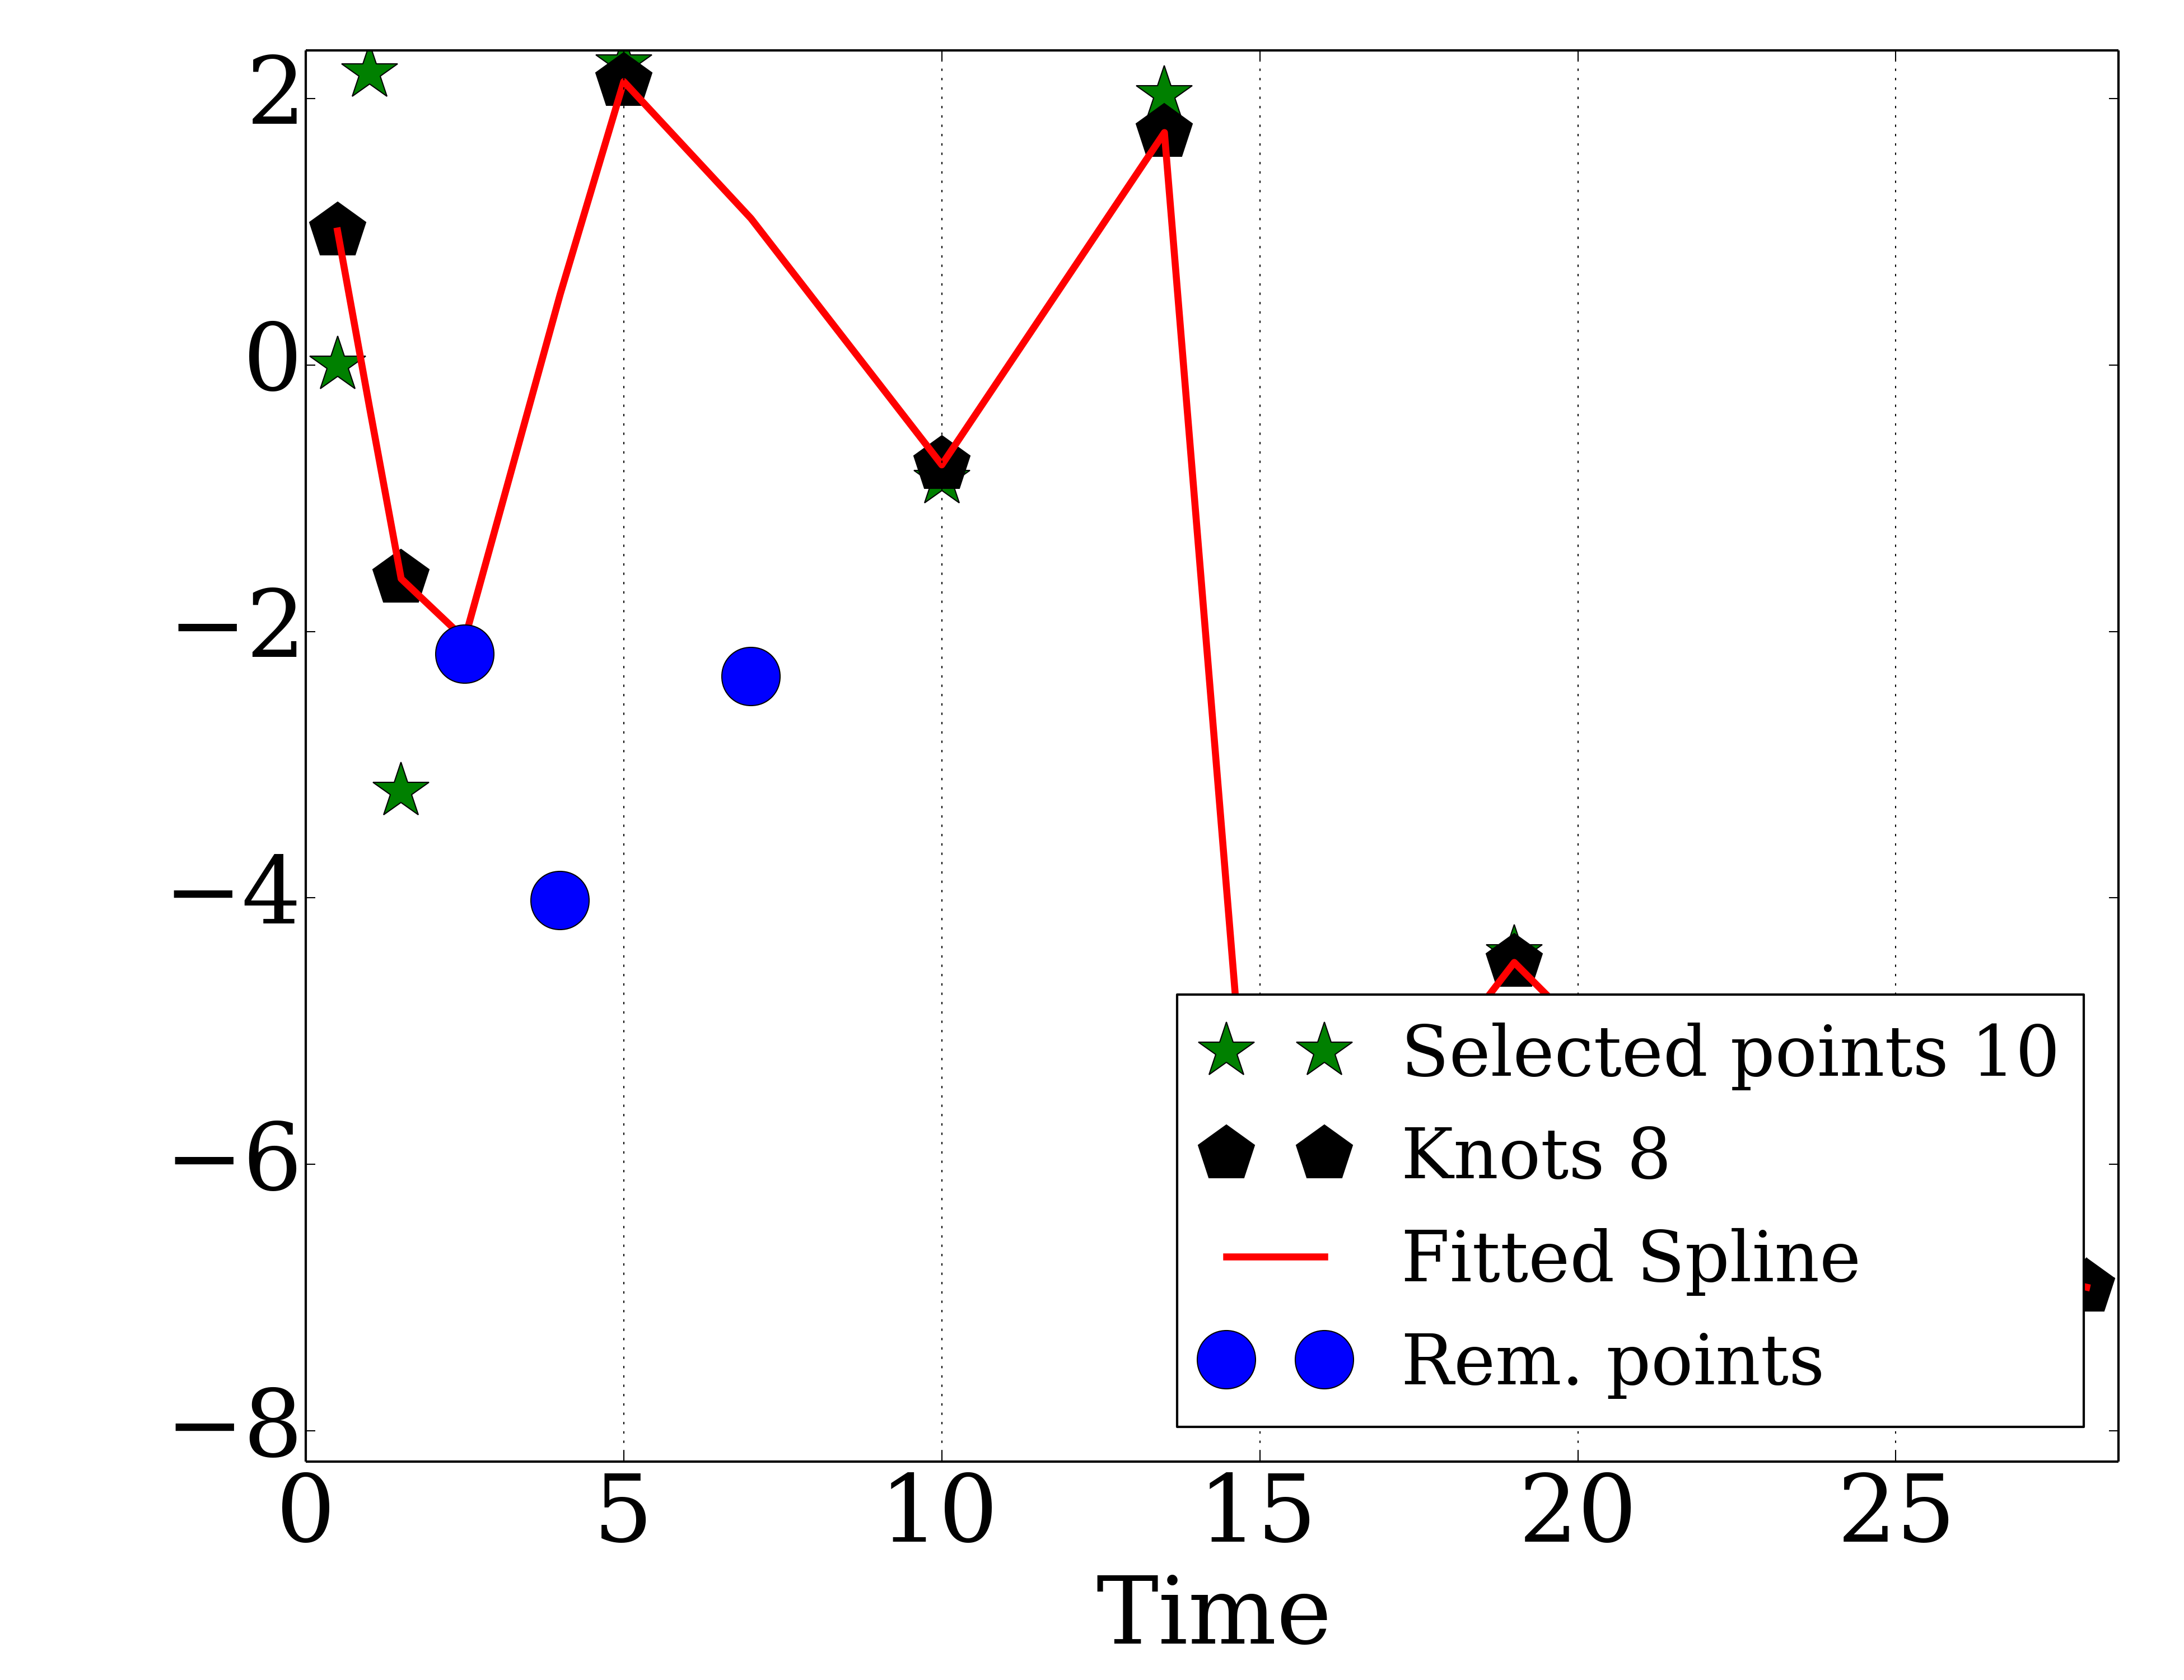 2
0
−2
−4
−6
−8
0 5 10 15 20 25
Time
Selected points 10
Knots 8
Fitted Spline
Rem. points